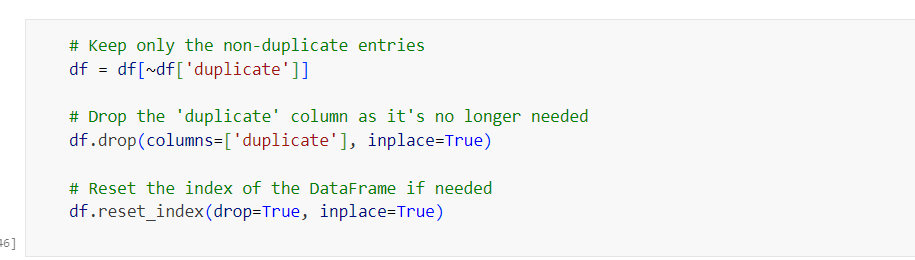 # Keep only the non-duplicate entries
df = df[~df['duplicate']]
# Drop the 'duplicate' column as it's no longer needed
df.drop(columns=['duplicate'], inplace=True)
# Reset the index of the DataFrame if needed
df.reset_index(drop=True, inplace=True)
46]